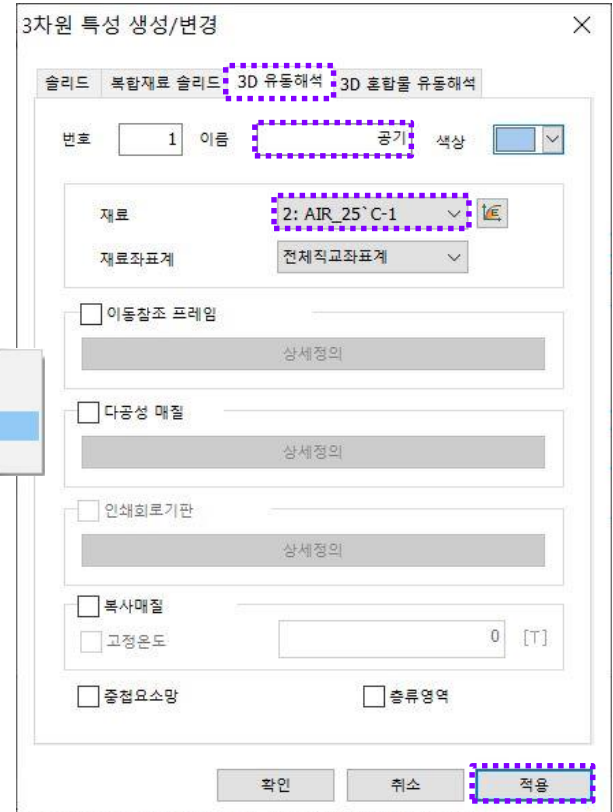 3차원 특성 생성/변경
솔리드 복합재료 솔리드 3D 유동해석 3D 혼합물 유동해석
번호 1 이름 공기 색상
재료 2: AIR_25`C-1
재료좌표계 전체직교좌표계
이동참조 프레임
상세정의
다공성 매질
상세정의
인쇄회로기판
상세정의
복사매질
고정온도 0 [T]
중첩요소망 층류영역
확인 취소 적용